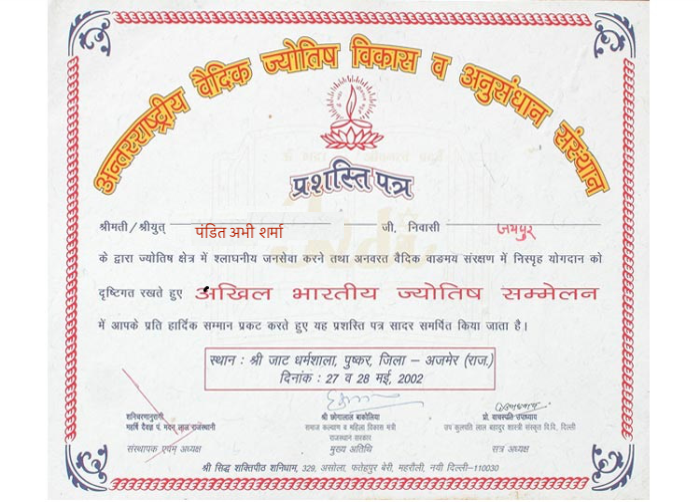 अन्तरराष्ट्रीय वैदिक ज्योतिष विकास व अनुसंधान संस्थान
प्रशस्ति पत्र
श्रीमती/श्रीयुत् पंडित अभी शर्मा जी, निवासी जयपुर
के द्वारा ज्योतिष क्षेत्र में श्लाघनीय जनसेवा करने तथा अनवरत वैदिक वाङमय संरक्षण में निस्पृह योगदान को
दृष्टिगत रखते हुए अखिल भारतीय ज्योतिष सम्मेलन
में आपके प्रति हार्दिक सम्मान प्रकट करते हुए यह प्रशस्ति पत्र सादर समर्पित किया जाता है।
स्थान : श्री जाट धर्मशाला, पुष्कर, जिला – अजमेर (राज.)
दिनांक : 27 व 28 मई, 2002
शनिचरणानुरागी श्री छोगालाल बाकोलिया प्रो. वाचस्पति उपाध्याय
महर्षि दैवज्ञ पं. मदन लाल राजस्थानी समाज कल्याण व महिला विकास मंत्री उप कुलपति लाल बहादुर शास्त्री संस्कृत वि.वि. दिल्ली
राजस्थान सरकार
संस्थापक एवम् अध्यक्ष मुख्य अतिथि सत्र अध्यक्ष
श्री सिद्ध शक्तिपीठ शनिधाम, 329, असोला, फतेहपुर बेरी, महरौली, नयी दिल्ली-110030